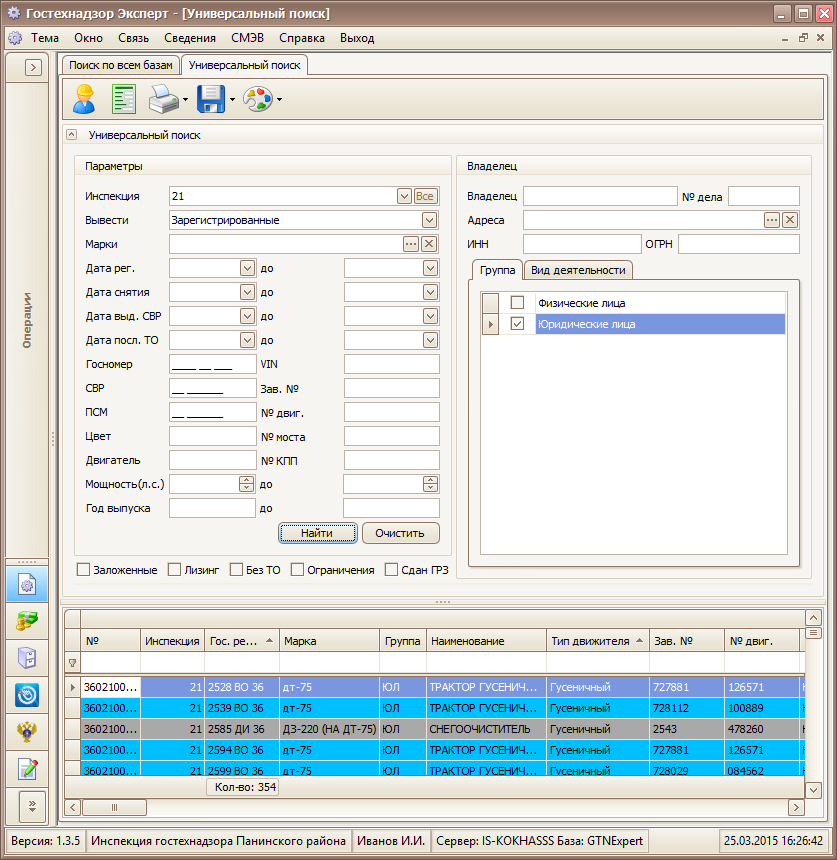 Гостехнадзор Эксперт - [Универсальный поиск]
Тема Окно Связь Сведения СМЭВ Справка Выход
Поиск по всем базам Универсальный поиск
Операции
Универсальный поиск
Параметры
Инспекция 21 Все
Вывести Зарегистрированные
Марки
Дата рег. до
Дата снятия до
Дата выд. СВР до
Дата посл. ТО до
Госномер ____ __ ___ VIN
СВР __ ______ Зав. №
ПСМ __ ______ № двиг.
Цвет № моста
Двигатель № КПП
Мощность(л.с.) до
Год выпуска до
Найти Очистить
Заложенные Лизинг Без ТО Ограничения Сдан ГРЗ
Владелец
Владелец № дела
Адреса
ИНН ОГРН
Группа Вид деятельности
Физические лица
Юридические лица
№ Инспекция Гос. ре... Марка Группа Наименование Тип движителя Зав. № № двиг.
3602100... 21 2528 ВО 36 дт-75 ЮЛ ТРАКТОР ГУСЕНИЧ... Гусеничный 727881 126571
3602100... 21 2539 ВО 36 дт-75 ЮЛ ТРАКТОР ГУСЕНИЧ... Гусеничный 728112 100889
3602100... 21 2585 ДИ 36 ДЗ-220 (НА ДТ-75) ЮЛ СНЕГООЧИСТИТЕЛЬ Гусеничный 2543 478260
3602100... 21 2594 ВО 36 дт-75 ЮЛ ТРАКТОР ГУСЕНИЧ... Гусеничный 727881 126571
3602100... 21 2599 ВО 36 дт-75 ЮЛ ТРАКТОР ГУСЕНИЧ... Гусеничный 728029 084562
Кол-во: 354
Версия: 1.3.5 Инспекция гостехнадзора Панинского района Иванов И.И. Сервер: IS-KOKHASSS База: GTNExpert 25.03.2015 16:26:42